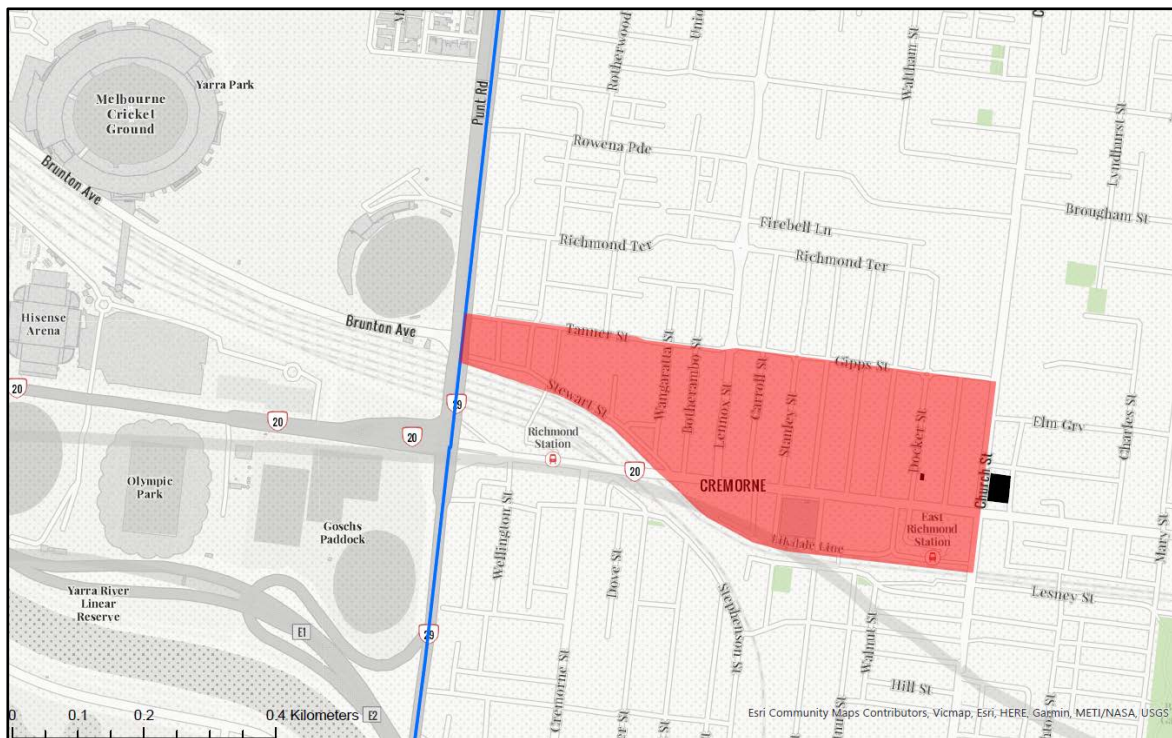 Rotherwood
Union
Waltham St
Lyndhurst St
Yarra Park
Melbourne
Cricket
Ground
Punt Rd
Rowena Pde
Brunton Ave
Brougham St
Firebell Ln
Richmond Ter
Richmond Ter
Hisense
Arena
Brunton Ave
Tanner St
Gipps St
Wangaratta St
Botherambo St
Lennox St
Carroll St
Stanley St
Docker St
Stewart St
20
29
20
20
Elm Grv
Charles St
Richmond
Station
20
Church St
CREMORNE
Olympic
Park
Goschs
Paddock
East
Richmond
Station
Lilydale Line
Mary St
Wellington St
Dove St
Yarra River
Linear
Reserve
Lesney St
Stephenson St
Walnut St
E1
29
Cremorne St
Hill St
0 0.1 0.2 0.4 Kilometers
E2
Esri Community Maps Contributors, Vicmap, Esri, HERE, Garmin, METI/NASA, USGS